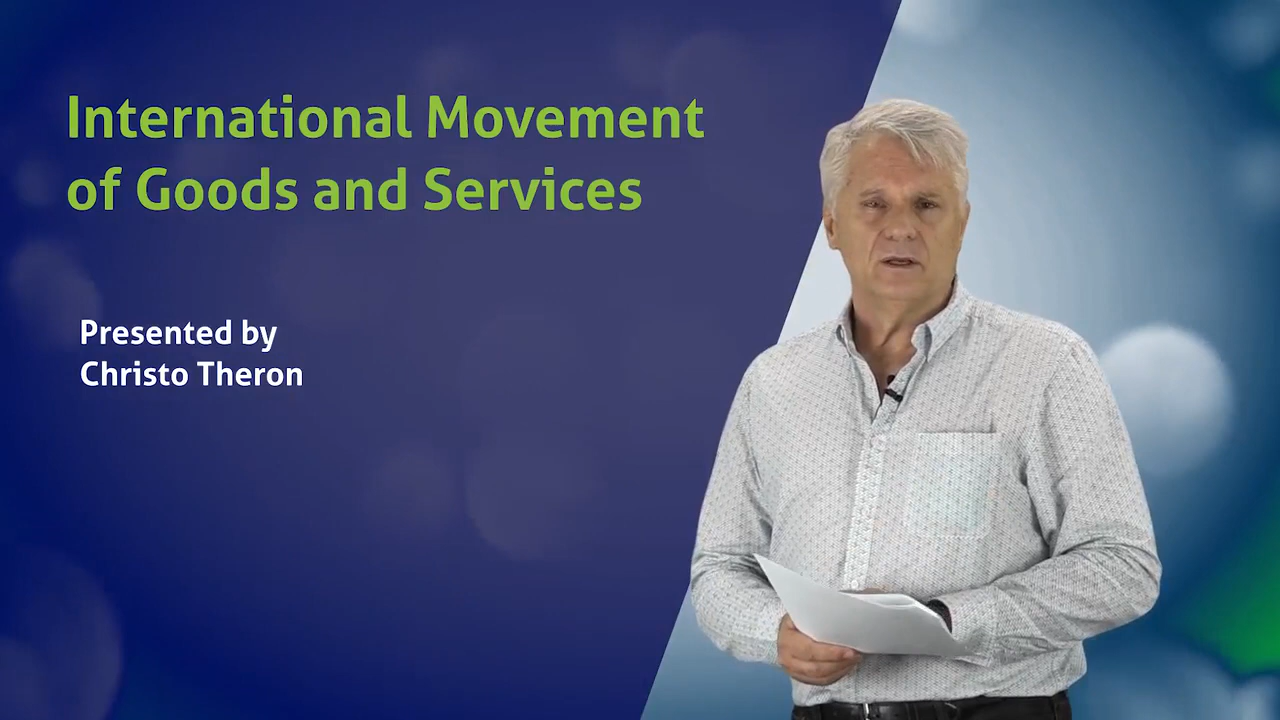 International Movement
of Goods and Services
Presented by
Christo Theron